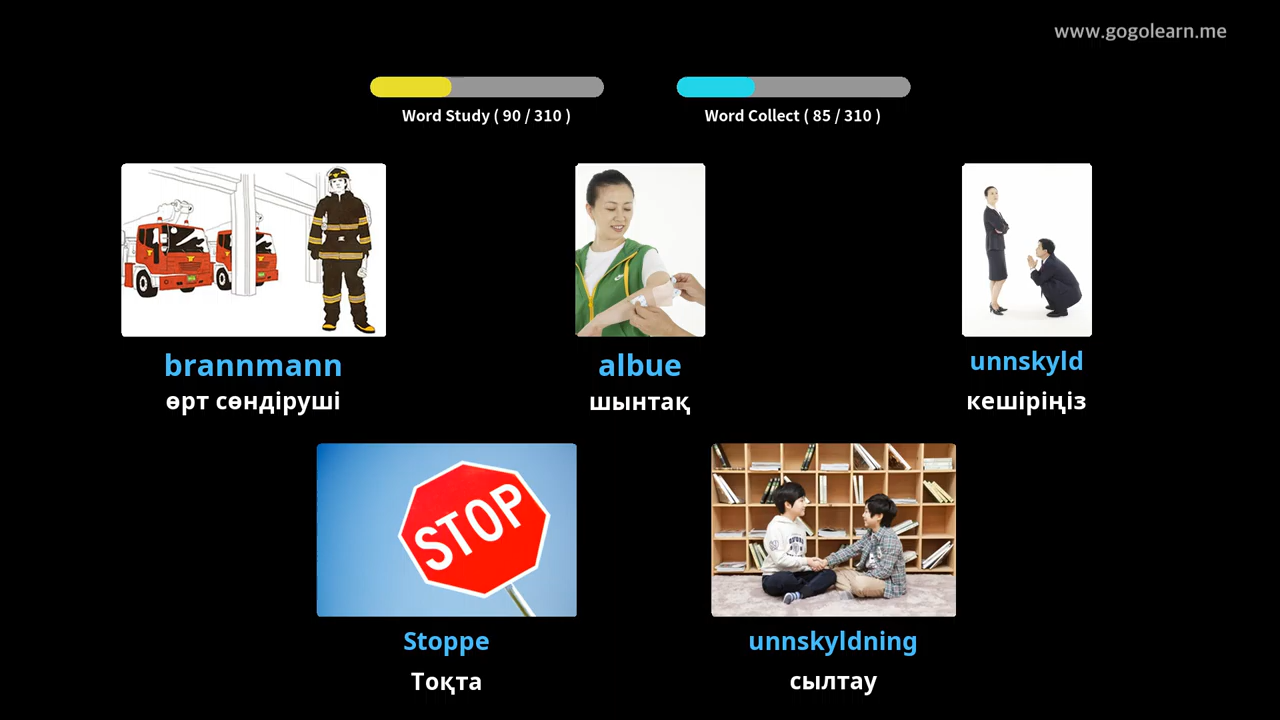 www.gogolearn.me
Word Study ( 90 / 310 )
Word Collect ( 85 / 310 )
brannmann
өрт сөндіруші
albue
шынтақ
unnskyld
кешіріңіз
STOP
Stoppe
Тоқта
unnskyldning
сылтау